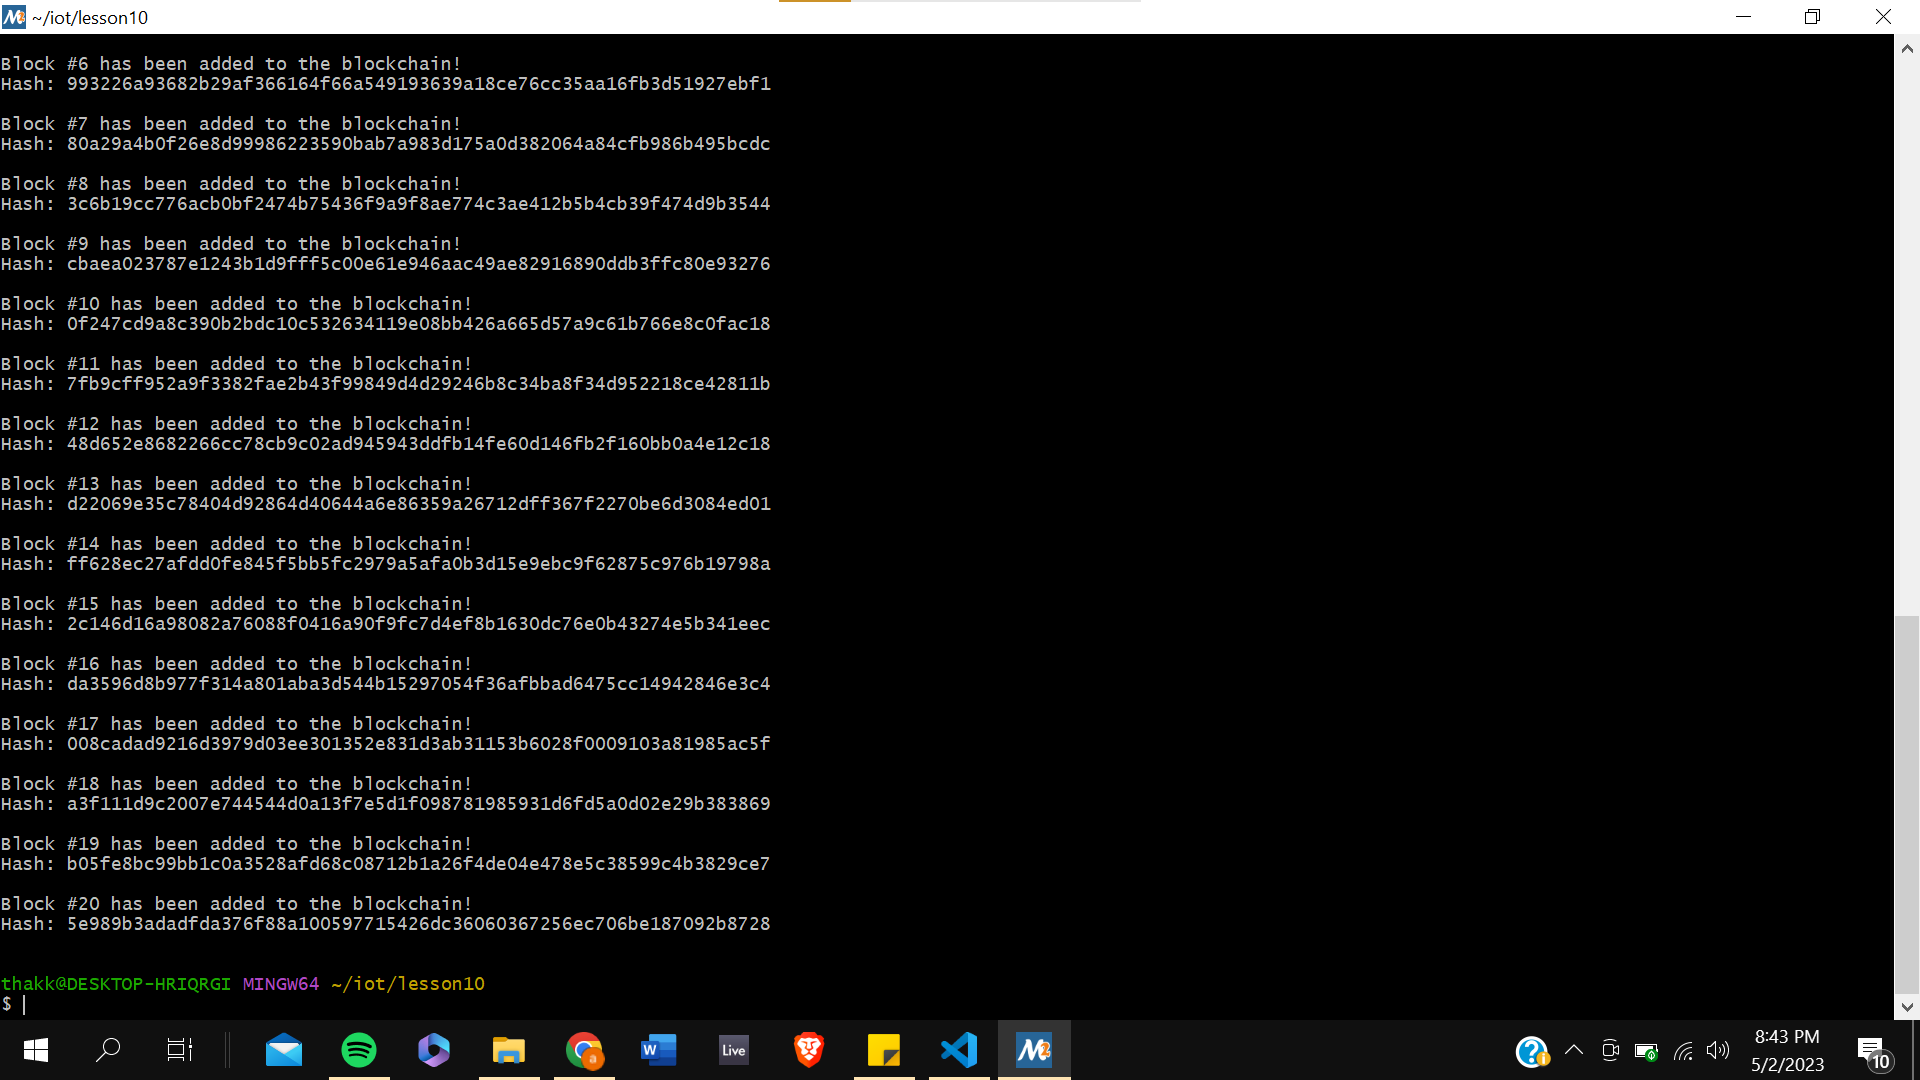 ~/iot/lesson10
Block #6 has been added to the blockchain!
Hash: 993226a93682b29af366164f66a549193639a18ce76cc35aa16fb3d51927ebf1
Block #7 has been added to the blockchain!
Hash: 80a29a4b0f26e8d99986223590bab7a983d175a0d382064a84cfb986b495bcdc
Block #8 has been added to the blockchain!
Hash: 3c6b19cc776acb0bf2474b75436f9a9f8ae774c3ae412b5b4cb39f474d9b3544
Block #9 has been added to the blockchain!
Hash: cbaea023787e1243b1d9fff5c00e61e946aac49ae82916890ddb3ffc80e93276
Block #10 has been added to the blockchain!
Hash: 0f247cd9a8c390b2bdc10c532634119e08bb426a665d57a9c61b766e8c0fac18
Block #11 has been added to the blockchain!
Hash: 7fb9cff952a9f3382fae2b43f99849d4d29246b8c34ba8f34d952218ce42811b
Block #12 has been added to the blockchain!
Hash: 48d652e8682266cc78cb9c02ad945943ddfb14fe60d146fb2f160bb0a4e12c18
Block #13 has been added to the blockchain!
Hash: d22069e35c78404d92864d40644a6e86359a26712dff367f2270be6d3084ed01
Block #14 has been added to the blockchain!
Hash: ff628ec27afdd0fe845f5bb5fc2979a5afa0b3d15e9ebc9f62875c976b19798a
Block #15 has been added to the blockchain!
Hash: 2c146d16a98082a76088f0416a90f9fc7d4ef8b1630dc76e0b43274e5b341eec
Block #16 has been added to the blockchain!
Hash: da3596d8b977f314a801aba3d544b15297054f36afbbad6475cc14942846e3c4
Block #17 has been added to the blockchain!
Hash: 008cadad9216d3979d03ee301352e831d3ab31153b6028f0009103a81985ac5f
Block #18 has been added to the blockchain!
Hash: a3f111d9c2007e744544d0a13f7e5d1f098781985931d6fd5a0d02e29b383869
Block #19 has been added to the blockchain!
Hash: b05fe8bc99bb1c0a3528afd68c08712b1a26f4de04e478e5c38599c4b3829ce7
Block #20 has been added to the blockchain!
Hash: 5e989b3adadfda376f88a100597715426dc36060367256ec706be187092b8728
thakk@DESKTOP-HRIQRGI MINGW64 ~/iot/lesson10
$
Live
8:43 PM
5/2/2023
10